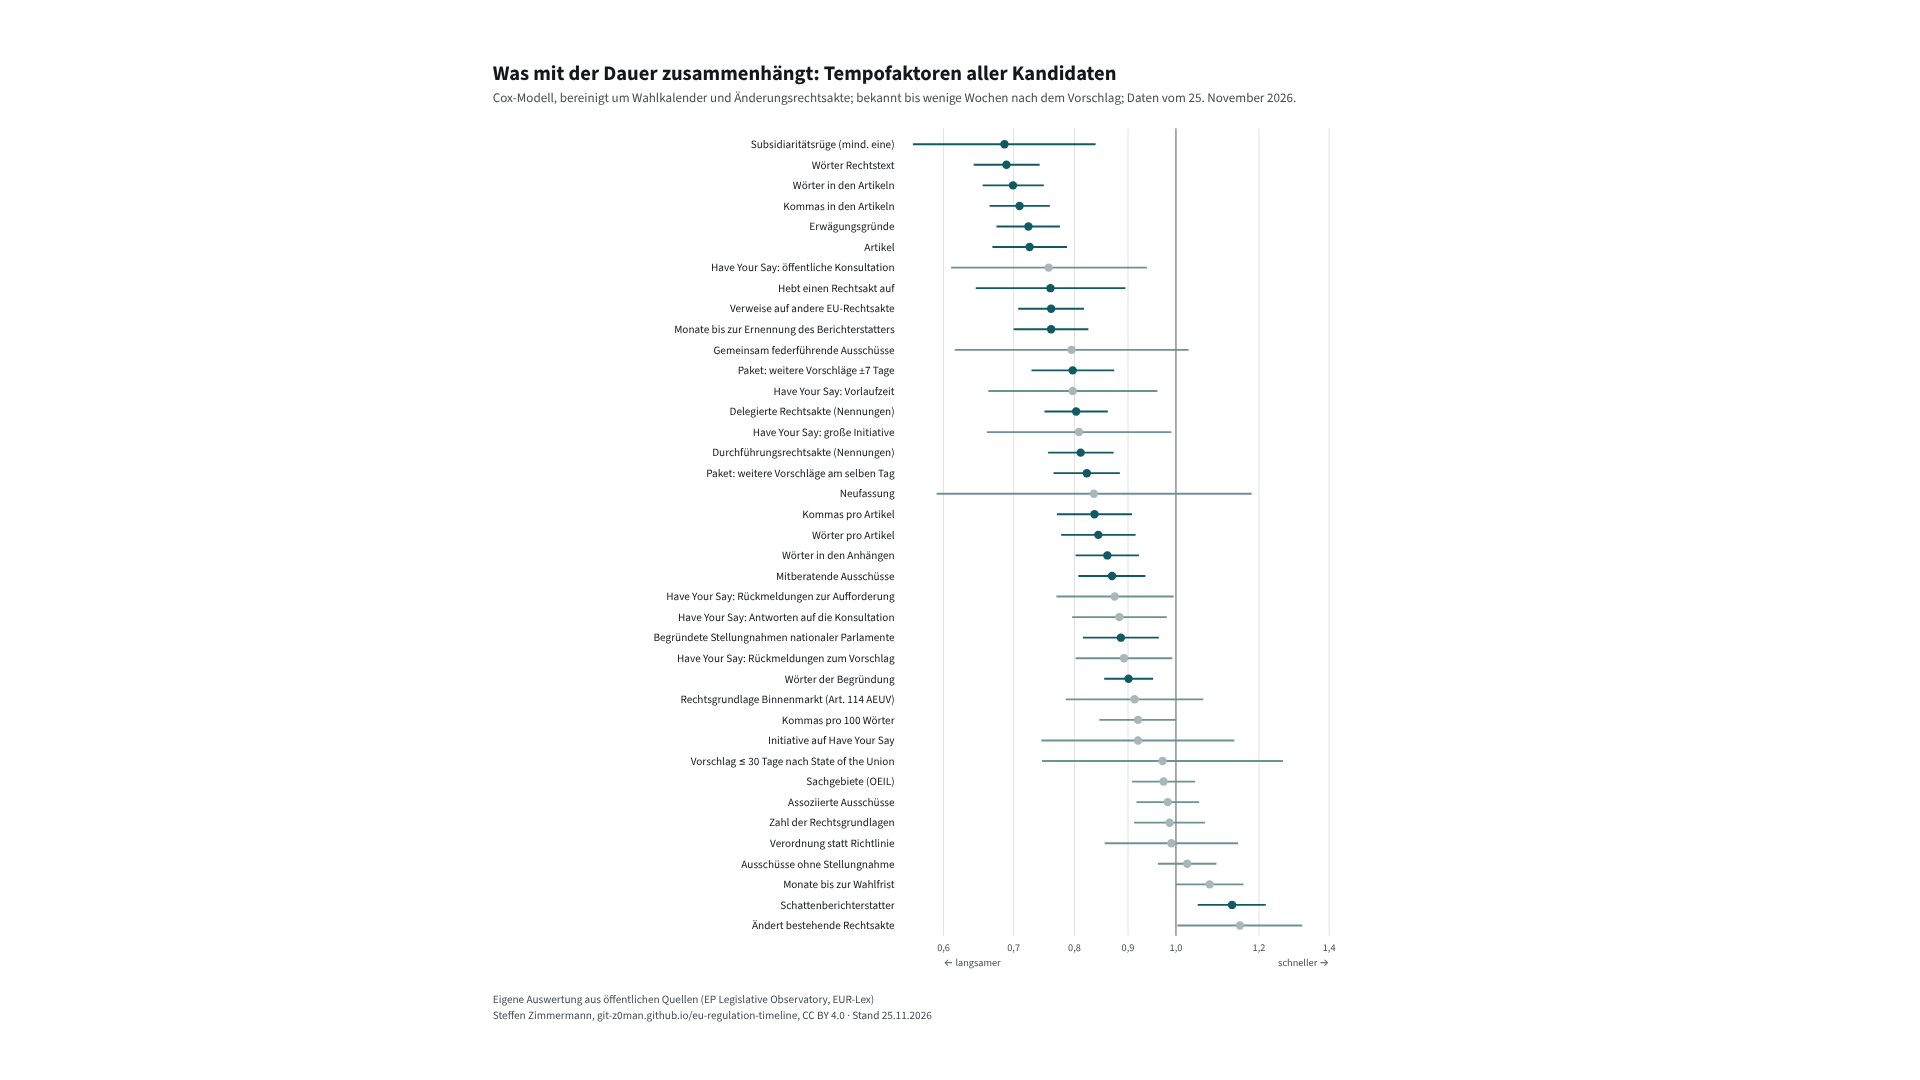 Was mit der Dauer zusammenhängt: Tempofaktoren aller Kandidaten
Cox-Modell, bereinigt um Wahlkalender und Änderungsrechtsakte; bekannt bis wenige Wochen nach dem Vorschlag; Daten vom 25. November 2026.
Subsidiaritätsrüge (mind. eine)
Wörter Rechtstext
Wörter in den Artikeln
Kommas in den Artikeln
Erwägungsgründe
Artikel
Have Your Say: öffentliche Konsultation
Hebt einen Rechtsakt auf
Verweise auf andere EU-Rechtsakte
Monate bis zur Ernennung des Berichterstatters
Gemeinsam federführende Ausschüsse
Paket: weitere Vorschläge ±7 Tage
Have Your Say: Vorlaufzeit
Delegierte Rechtsakte (Nennungen)
Have Your Say: große Initiative
Durchführungsrechtsakte (Nennungen)
Paket: weitere Vorschläge am selben Tag
Neufassung
Kommas pro Artikel
Wörter pro Artikel
Wörter in den Anhängen
Mitberatende Ausschüsse
Have Your Say: Rückmeldungen zur Aufforderung
Have Your Say: Antworten auf die Konsultation
Begründete Stellungnahmen nationaler Parlamente
Have Your Say: Rückmeldungen zum Vorschlag
Wörter der Begründung
Rechtsgrundlage Binnenmarkt (Art. 114 AEUV)
Kommas pro 100 Wörter
Initiative auf Have Your Say
Vorschlag ≤ 30 Tage nach State of the Union
Sachgebiete (OEIL)
Assoziierte Ausschüsse
Zahl der Rechtsgrundlagen
Verordnung statt Richtlinie
Ausschüsse ohne Stellungnahme
Monate bis zur Wahlfrist
Schattenberichterstatter
Ändert bestehende Rechtsakte
0,6 0,7 0,8 0,9 1,0 1,2 1,4
← langsamer schneller →
Eigene Auswertung aus öffentlichen Quellen (EP Legislative Observatory, EUR-Lex)
Steffen Zimmermann, git-z0man.github.io/eu-regulation-timeline, CC BY 4.0 · Stand 25.11.2026